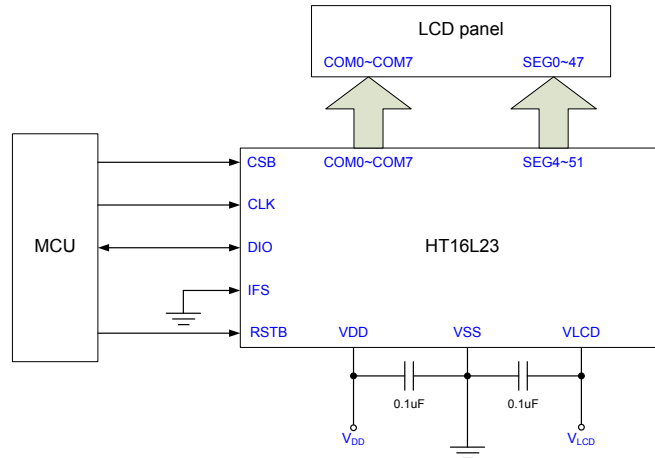 LCD panel
COM0~COM7 SEG0~47
CSB COM0~COM7 SEG4~51
CLK
MCU DIO HT16L23
IFS
RSTB VDD VSS VLCD
0.1uF 0.1uF
VDD VLCD